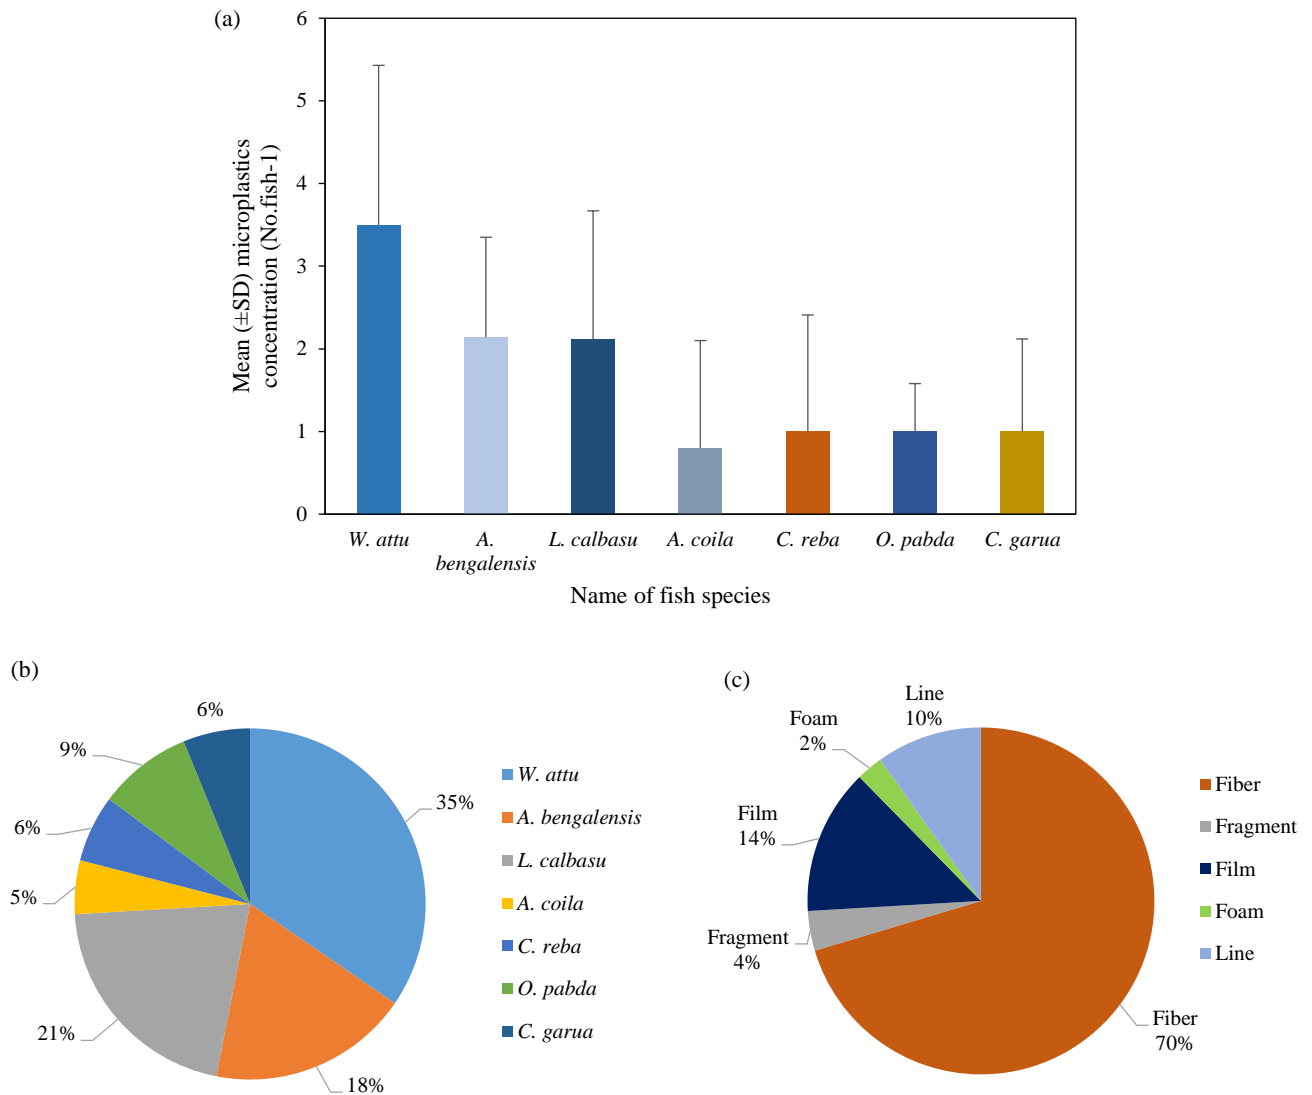 (a)
6
5
4
3
2
1
0
Mean (±SD) microplastics
concentration (No.fish-1)
W. attu
A.
bengalensis
L. calbasu
A. coila
C. reba
O. pabda
C. garua
Name of fish species
(b)
6%
9%
6%
5%
21%
18%
35%
W. attu
A. bengalensis
L. calbasu
A. coila
C. reba
O. pabda
C. garua
(c)
Line
10%
Foam
2%
Film
14%
Fragment
4%
Fiber
70%
Fiber
Fragment
Film
Foam
Line